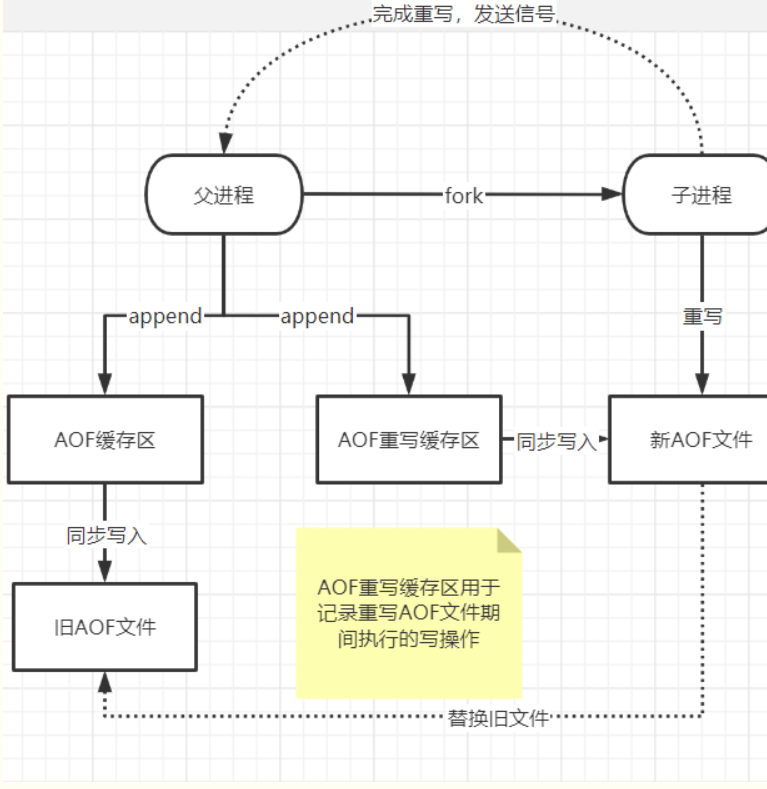 完成重写，发送信号
父进程
fork
子进程
append
append
重写
AOF缓存区
AOF重写缓存区
同步写入
新AOF文件
同步写入
AOF重写缓存区用于
记录重写AOF文件期
间执行的写操作
旧AOF文件
替换旧文件